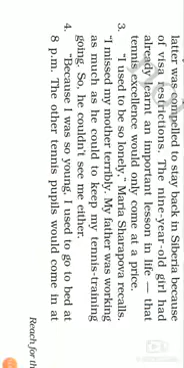 latter was compelled to stay back in Siberia because
of visa restrictions. The nine-year-old girl had
already learnt an important lesson in life — that
tennis excellence would only come at a price.
3. "I used to be so lonely," Maria Sharapova recalls.
"I missed my mother terribly. My father was working
as much as he could to keep my tennis-training
going. So, he couldn't see me either.
4. "Because I was so young, I used to go to bed at
8 p.m. The other tennis pupils would come in at
Reach for th